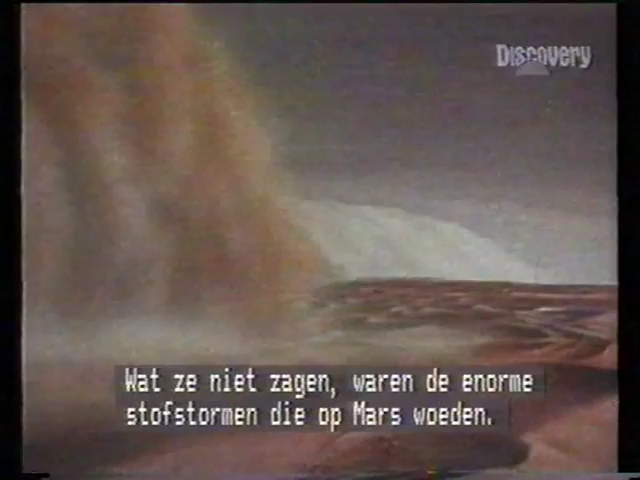 Discovery
Wat ze niet zagen, waren de enorme
stofstormen die op Mars woeden.